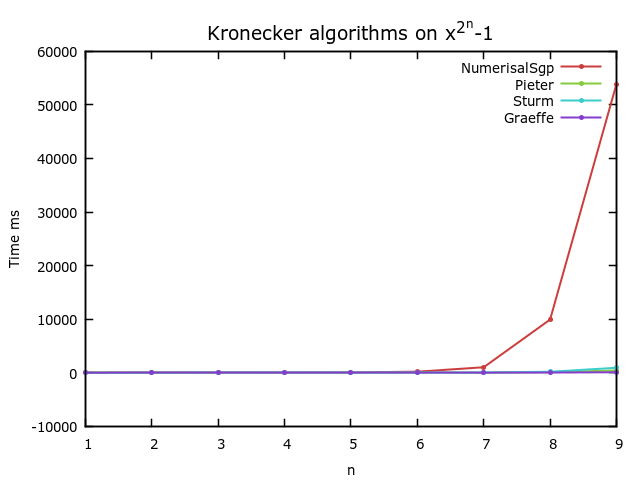 Kronecker algorithms on x^2^n-1
60000
50000
40000
30000
20000
10000
0
-10000
Time ms
NumerisalSgp
Pieter
Sturm
Graeffe
1 2 3 4 5 6 7 8 9
n